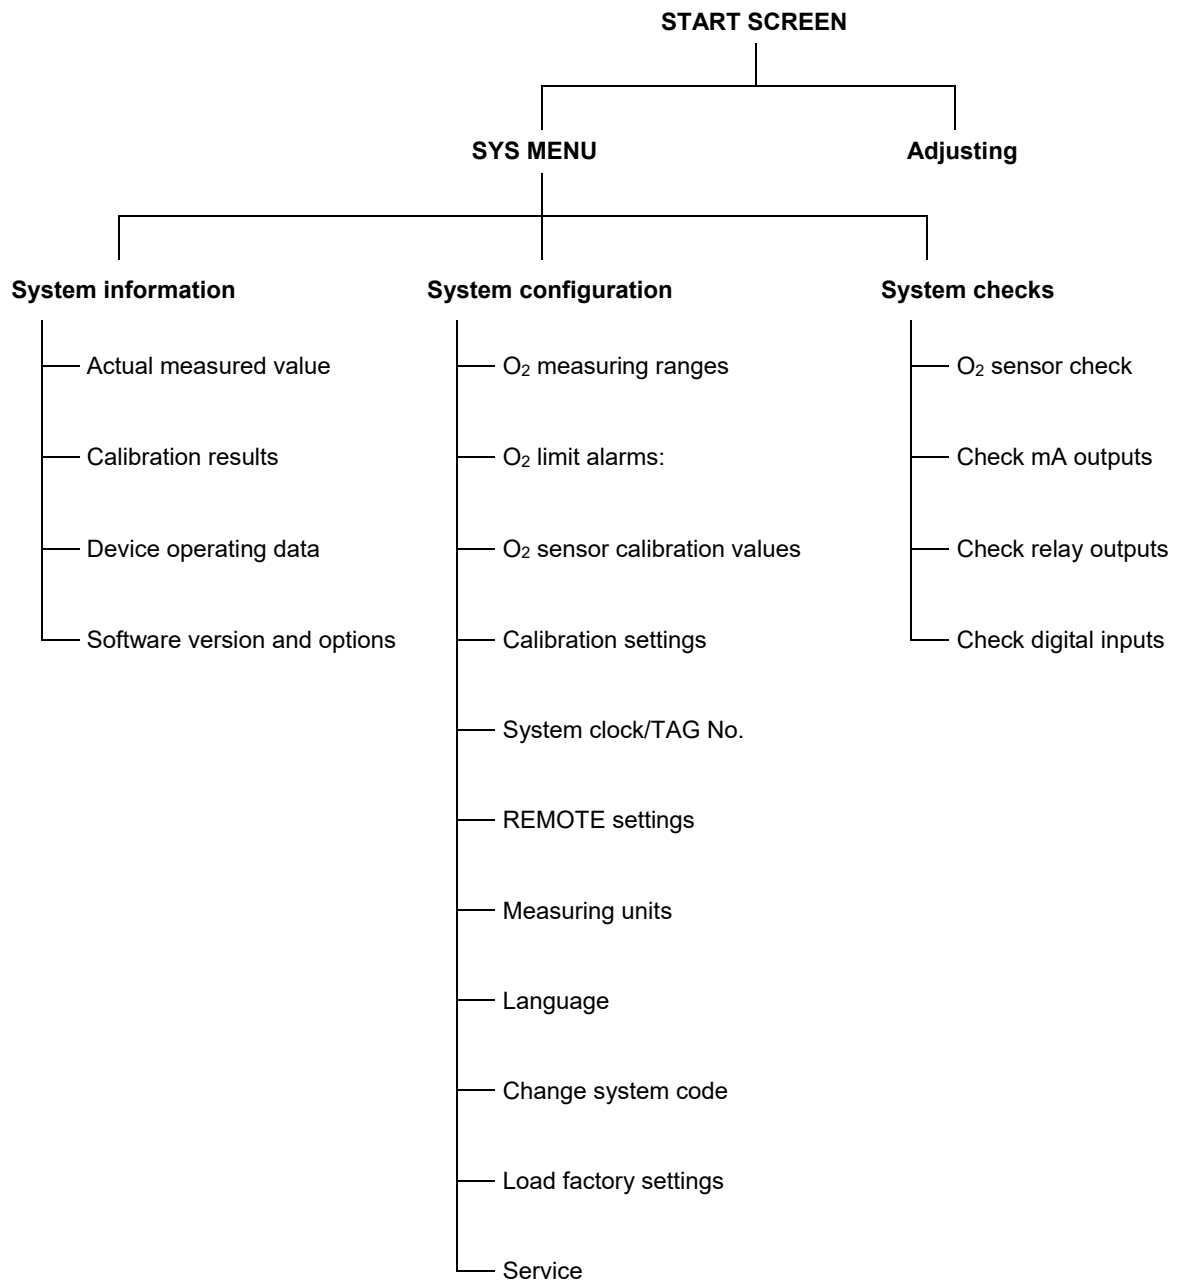 START SCREEN
SYS MENU
Adjusting
System information
Actual measured value
Calibration results
Device operating data
Software version and options
System configuration
O₂ measuring ranges
O₂ limit alarms:
O₂ sensor calibration values
Calibration settings
System clock/TAG No.
REMOTE settings
Measuring units
Language
Change system code
Load factory settings
Service
System checks
O₂ sensor check
Check mA outputs
Check relay outputs
Check digital inputs